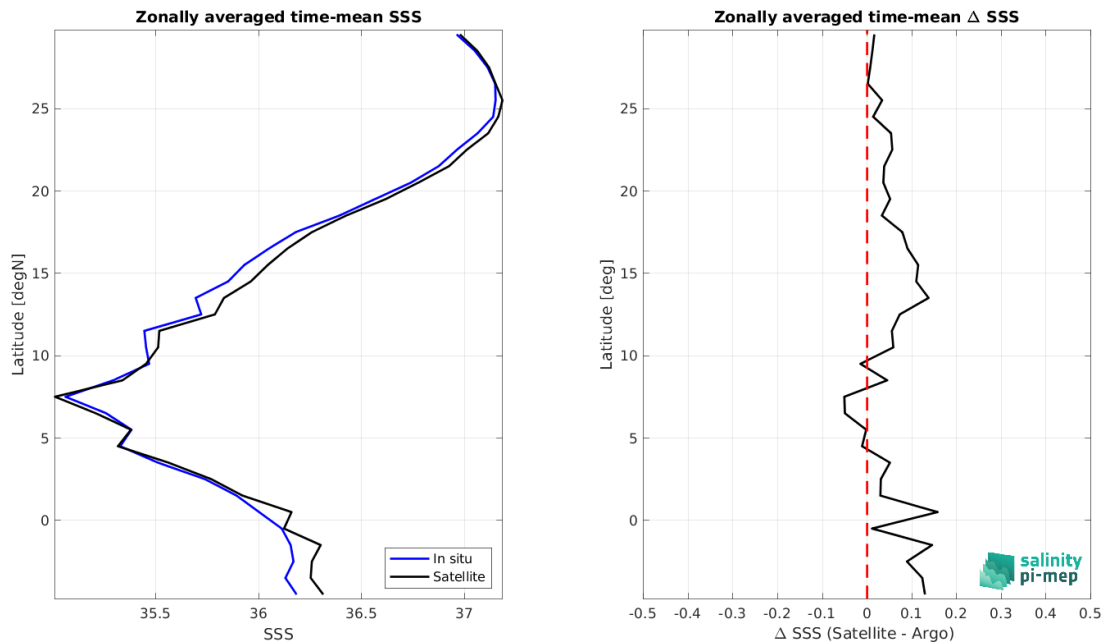 Zonally averaged time-mean SSS
25
20
15
10
5
0
Latitude [degN]
35.5
36
36.5
37
SSS
In situ
Satellite
Zonally averaged time-mean Δ SSS
25
20
15
10
5
0
Latitude [deg]
-0.5
-0.4
-0.3
-0.2
-0.1
0
0.1
0.2
0.3
0.4
0.5
Δ SSS (Satellite - Argo)
salinity
pi-mep